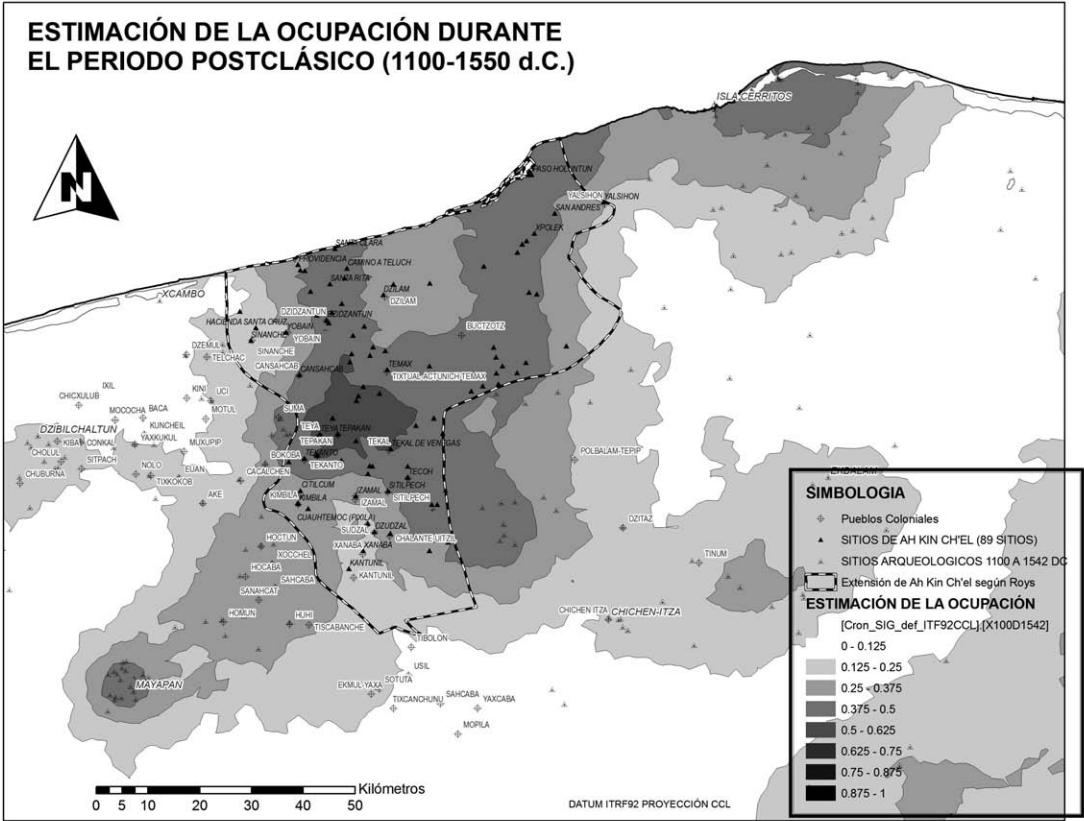 ESTIMACIÓN DE LA OCUPACIÓN DURANTE
EL PERIODO POSTCLÁSICO (1100-1550 d.C.)
N
ISLA CERRITOS
PASO HOLUNTUN
YALSIHON YALSIHON
SAN ANDRES
XPOLEK
SANTA CLARA
PROVIDENCIA
CAMINO A TELUCH
SANTA RITA
XCAMBO
DZILAM
DZILAM
DZIDZANTUN
HACIENDA SANTA CRUZ
YOBAIN
BUCTZOTZ
SINANCHE
YOBAIN
DZEMUL
SINANCHE
TELCHAC
CANSAHCAB
TEMAX
CANSAHCAB
TIXTUAL-ACTUNICH-TEMAX
IXIL
KINI
UCI
CHICXULUB
MOCOCHA
BACA
MOTUL
SUMA
KUNCHEIL
TEYA
TEYA
TEPAKAN
DZIBILCHALTUN
YAXKUKUL
MUXUPIP
TEPAKAN
TEKAL
TEKAL DE VENEGAS
KIBA
CONKAL
CHOLUL
SITPACH
BOKOBA
TEKANTO
TEKANTO
POLBALAM-TEPIP
CHUBURNA
NOLO
EUAN
CACALCHEN
TECOH
TIXKOKOB
CITILCUM
AKE
KIMBILA
KIMBILA
IZAMAL
IZAMAL
SITILPECH
SITILPECH
CUAUHTEMOC (PIXILA)
SUDZAL
DZUDZAL
DZITAZ
HOCTUN
XANABA
XANABA
CHALANTE UITZIL
XOCCHEL
KANTUNIL
KANTUNIL
TINUM
HOCABA
SAHCABA
SANAHCAT
HOMUN
HUHI
TISCABANCHE
CHICHEN ITZA
CHICHEN-ITZA
TIBOLON
USIL
MAYAPAN
EKMUL-YAXA
SOTUTA
TIXCANCHUNU
SAHCABA
YAXCABA
MOPILA
EKBALAM
SIMBOLOGIA
Pueblos Coloniales
SITIOS DE AH KIN CH'EL (89 SITIOS)
SITIOS ARQUEOLOGICOS 1100 A 1542 DC
Extensión de Ah Kin Ch'el según Roys
ESTIMACIÓN DE LA OCUPACIÓN
[Cron_SIG_def_ITF92CCL].[X100D1542]
0 - 0.125
0.125 - 0.25
0.25 - 0.375
0.375 - 0.5
0.5 - 0.625
0.625 - 0.75
0.75 - 0.875
0.875 - 1
Kilómetros
0 5 10 20 30 40 50
DATUM ITRF92 PROYECCIÓN CCL